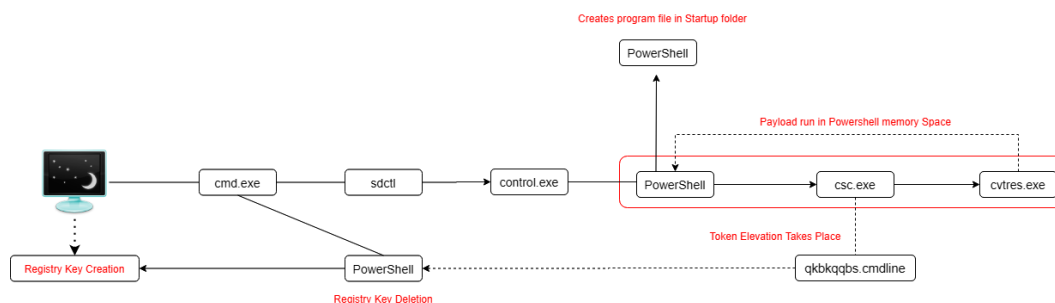 Creates program file in Startup folder
PowerShell
Payload run in Powershell memory Space
cmd.exe
sdctl
control.exe
PowerShell
csc.exe
cvtres.exe
Token Elevation Takes Place
Registry Key Creation
PowerShell
qkbkqqbs.cmdline
Registry Key Deletion